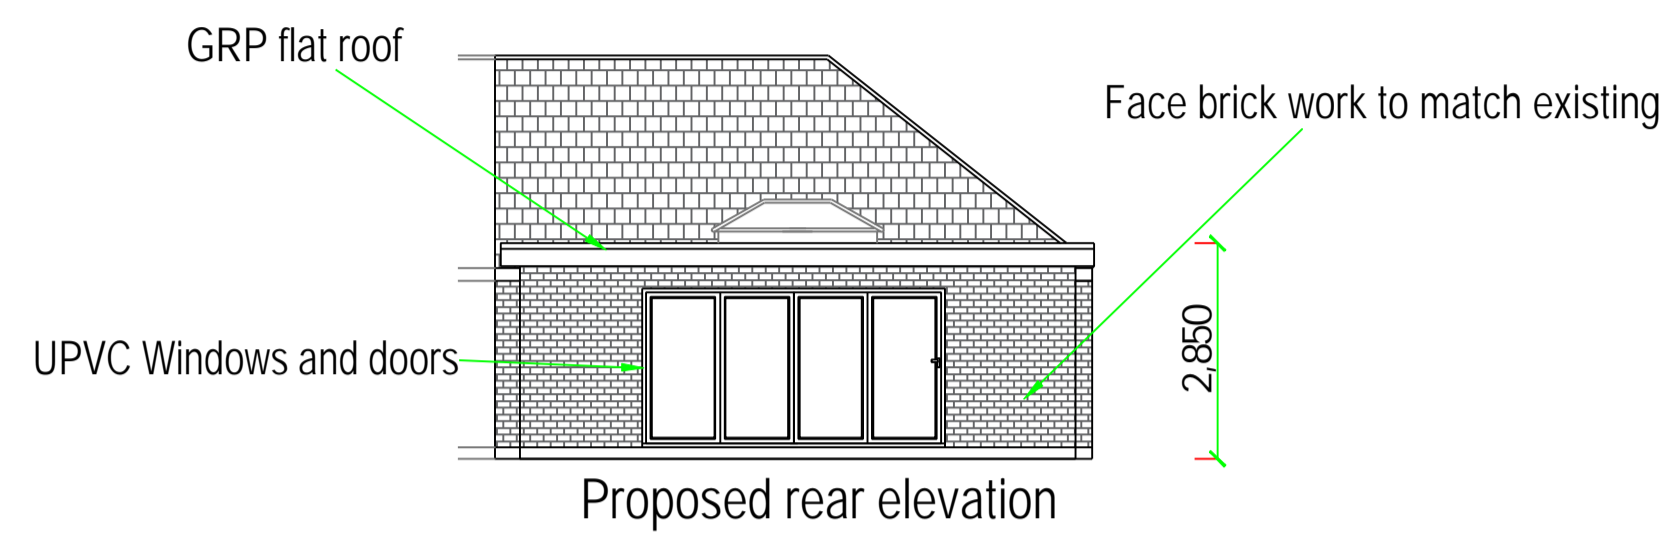 GRP flat roof
Face brick work to match existing
UPVC Windows and doors
2,850
Proposed rear elevation